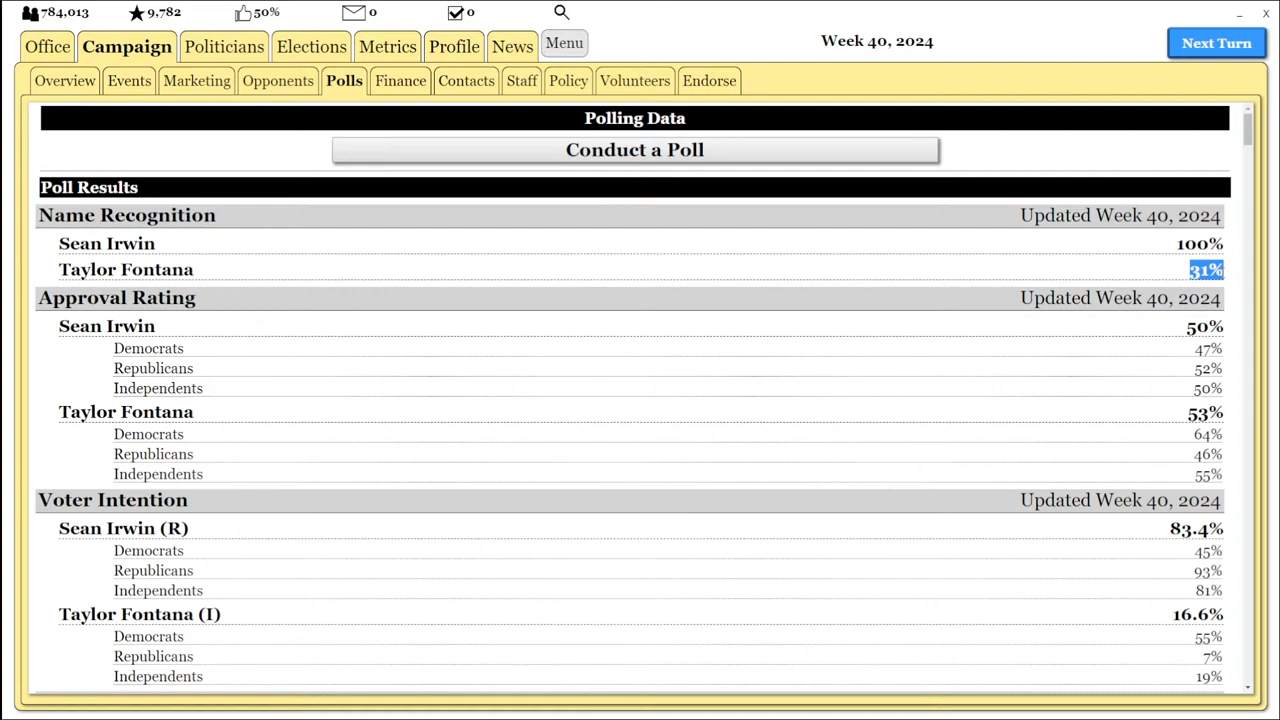 784,013 9,782 50% 0 0 _ x
Office Campaign Politicians Elections Metrics Profile News Menu Week 40, 2024 Next Turn
Overview Events Marketing Opponents Polls Finance Contacts Staff Policy Volunteers Endorse
Polling Data
Conduct a Poll
Poll Results
Name Recognition Updated Week 40, 2024
Sean Irwin 100%
Taylor Fontana 31%
Approval Rating Updated Week 40, 2024
Sean Irwin 50%
Democrats 47%
Republicans 52%
Independents 50%
Taylor Fontana 53%
Democrats 64%
Republicans 46%
Independents 55%
Voter Intention Updated Week 40, 2024
Sean Irwin (R) 83.4%
Democrats 45%
Republicans 93%
Independents 81%
Taylor Fontana (I) 16.6%
Democrats 55%
Republicans 7%
Independents 19%